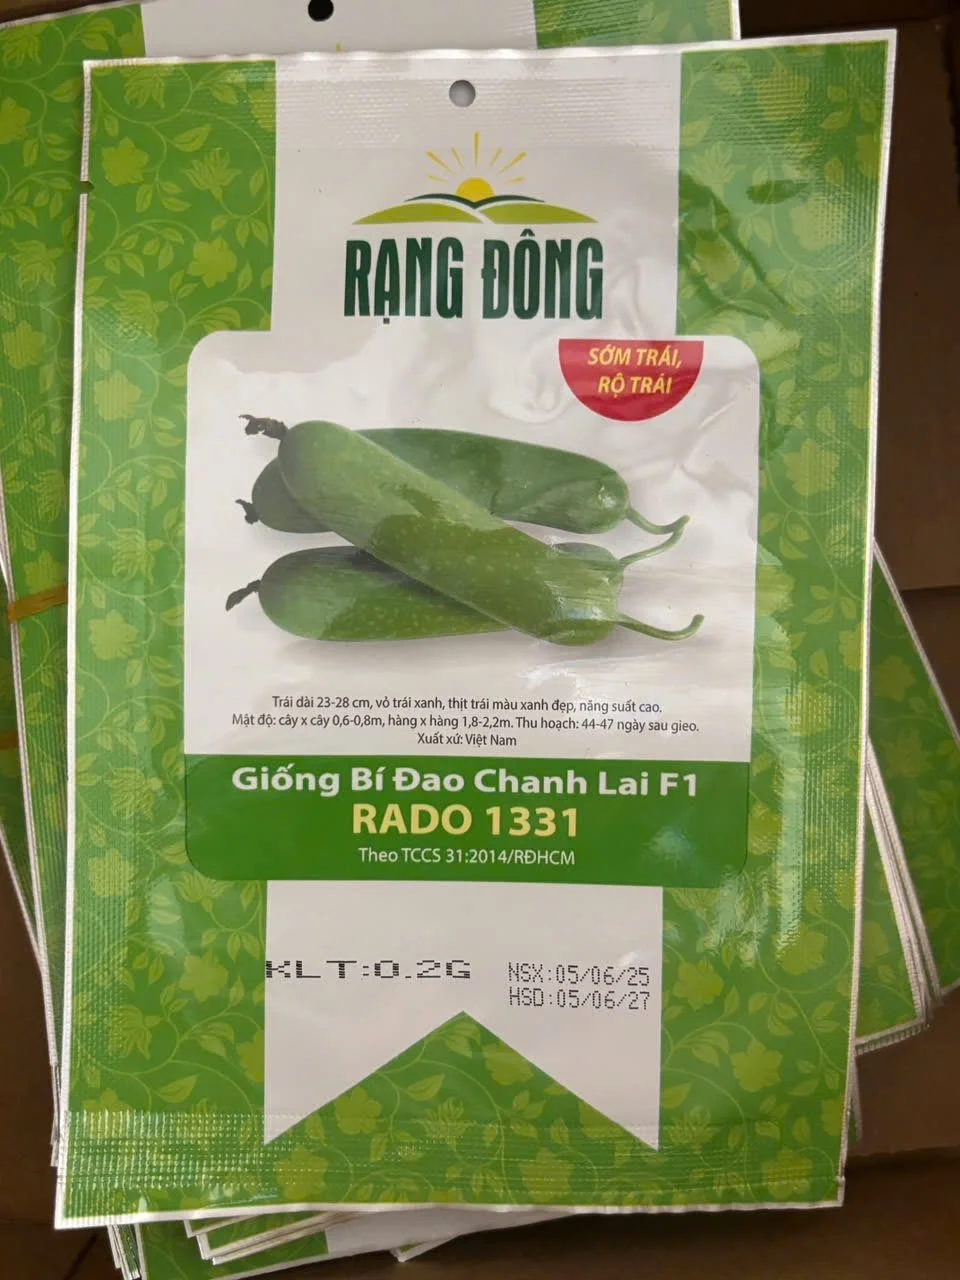 RẠNG ĐÔNG
SỚM TRÁI,
RỘ TRÁI
Trái dài 23-28 cm, vỏ trái xanh, thịt trái màu xanh đẹp, năng suất cao.
Mật độ: cây x cây 0,6-0,8m, hàng x hàng 1,8-2,2m. Thu hoạch: 44-47 ngày sau gieo.
Xuất xứ: Việt Nam
Giống Bí Đao Chanh Lai F1
RADO 1331
Theo TCCS 31:2014/RĐHCM
KLT:0.2G
NSX:05/06/25
HSD:05/06/27